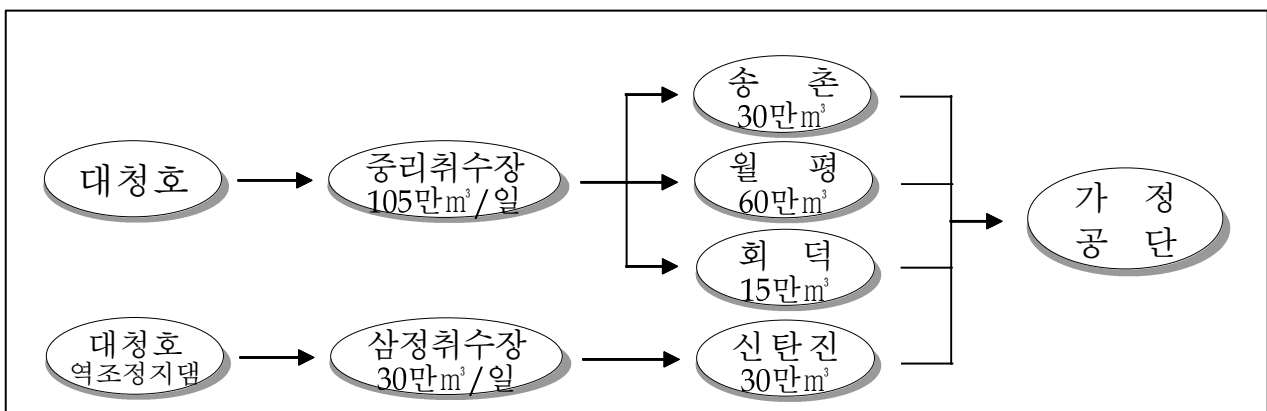 대청호
중리취수장
105만㎥/일
송 촌
30만㎥
월 평
60만㎥
회 덕
15만㎥
가 정
공 단
대청호
역조정지댐
삼정취수장
30만㎥/일
신탄진
30만㎥